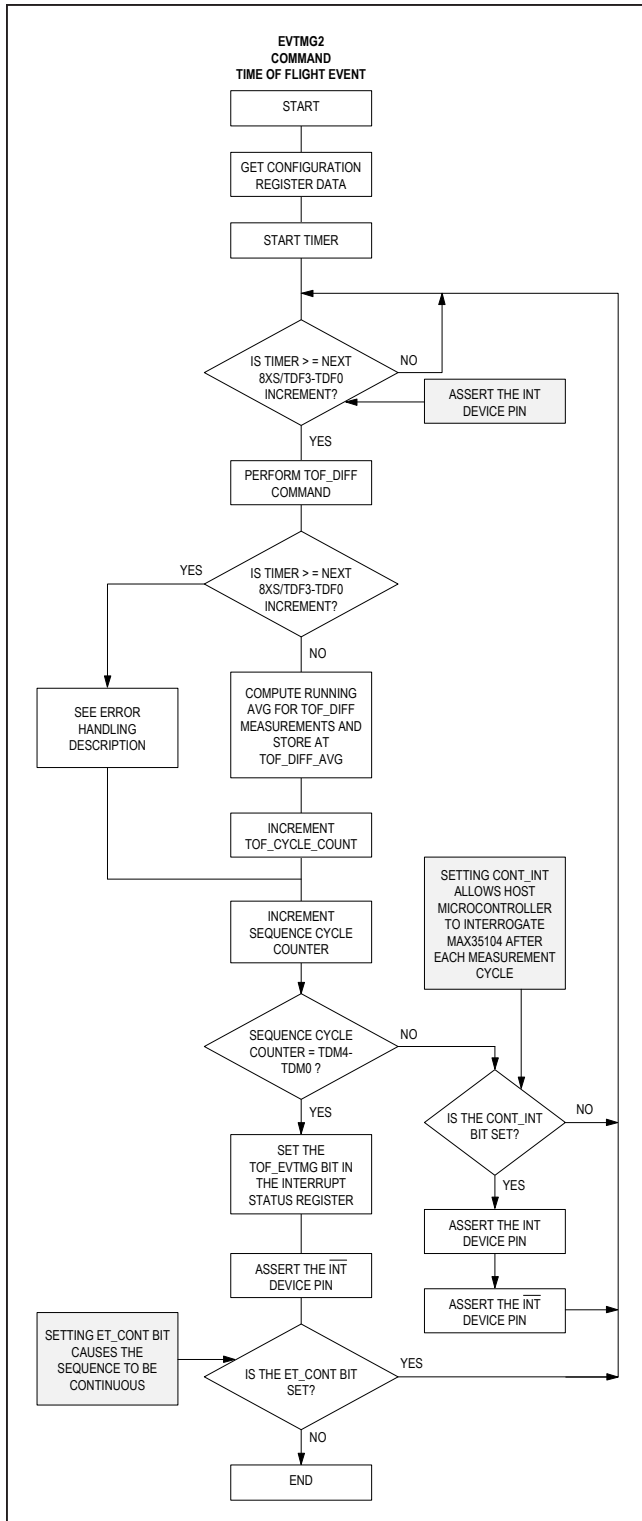 EVTMG2
COMMAND
TIME OF FLIGHT EVENT
START
GET CONFIGURATION
REGISTER DATA
START TIMER
IS TIMER > = NEXT
8XS/TDF3-TDF0
INCREMENT?
NO
ASSERT THE INT
DEVICE PIN
YES
PERFORM TOF_DIFF
COMMAND
YES
IS TIMER > = NEXT
8XS/TDF3-TDF0
INCREMENT?
NO
SEE ERROR
HANDLING
DESCRIPTION
COMPUTE RUNNING
AVG FOR TOF_DIFF
MEASUREMENTS AND
STORE AT
TOF_DIFF_AVG
INCREMENT
TOF_CYCLE_COUNT
SETTING CONT_INT
ALLOWS HOST
MICROCONTROLLER
TO INTERROGATE
MAX35104 AFTER
EACH MEASUREMENT
CYCLE
INCREMENT
SEQUENCE CYCLE
COUNTER
SEQUENCE CYCLE
COUNTER = TDM4-
TDM0 ?
NO
YES
IS THE CONT_INT
BIT SET?
NO
YES
SET THE
TOF_EVTMG BIT IN
THE INTERRUPT
STATUS REGISTER
ASSERT THE INT
DEVICE PIN
ASSERT THE INT
DEVICE PIN
ASSERT THE INT
DEVICE PIN
SETTING ET_CONT BIT
CAUSES THE
SEQUENCE TO BE
CONTINUOUS
IS THE ET_CONT BIT
SET?
YES
NO
END